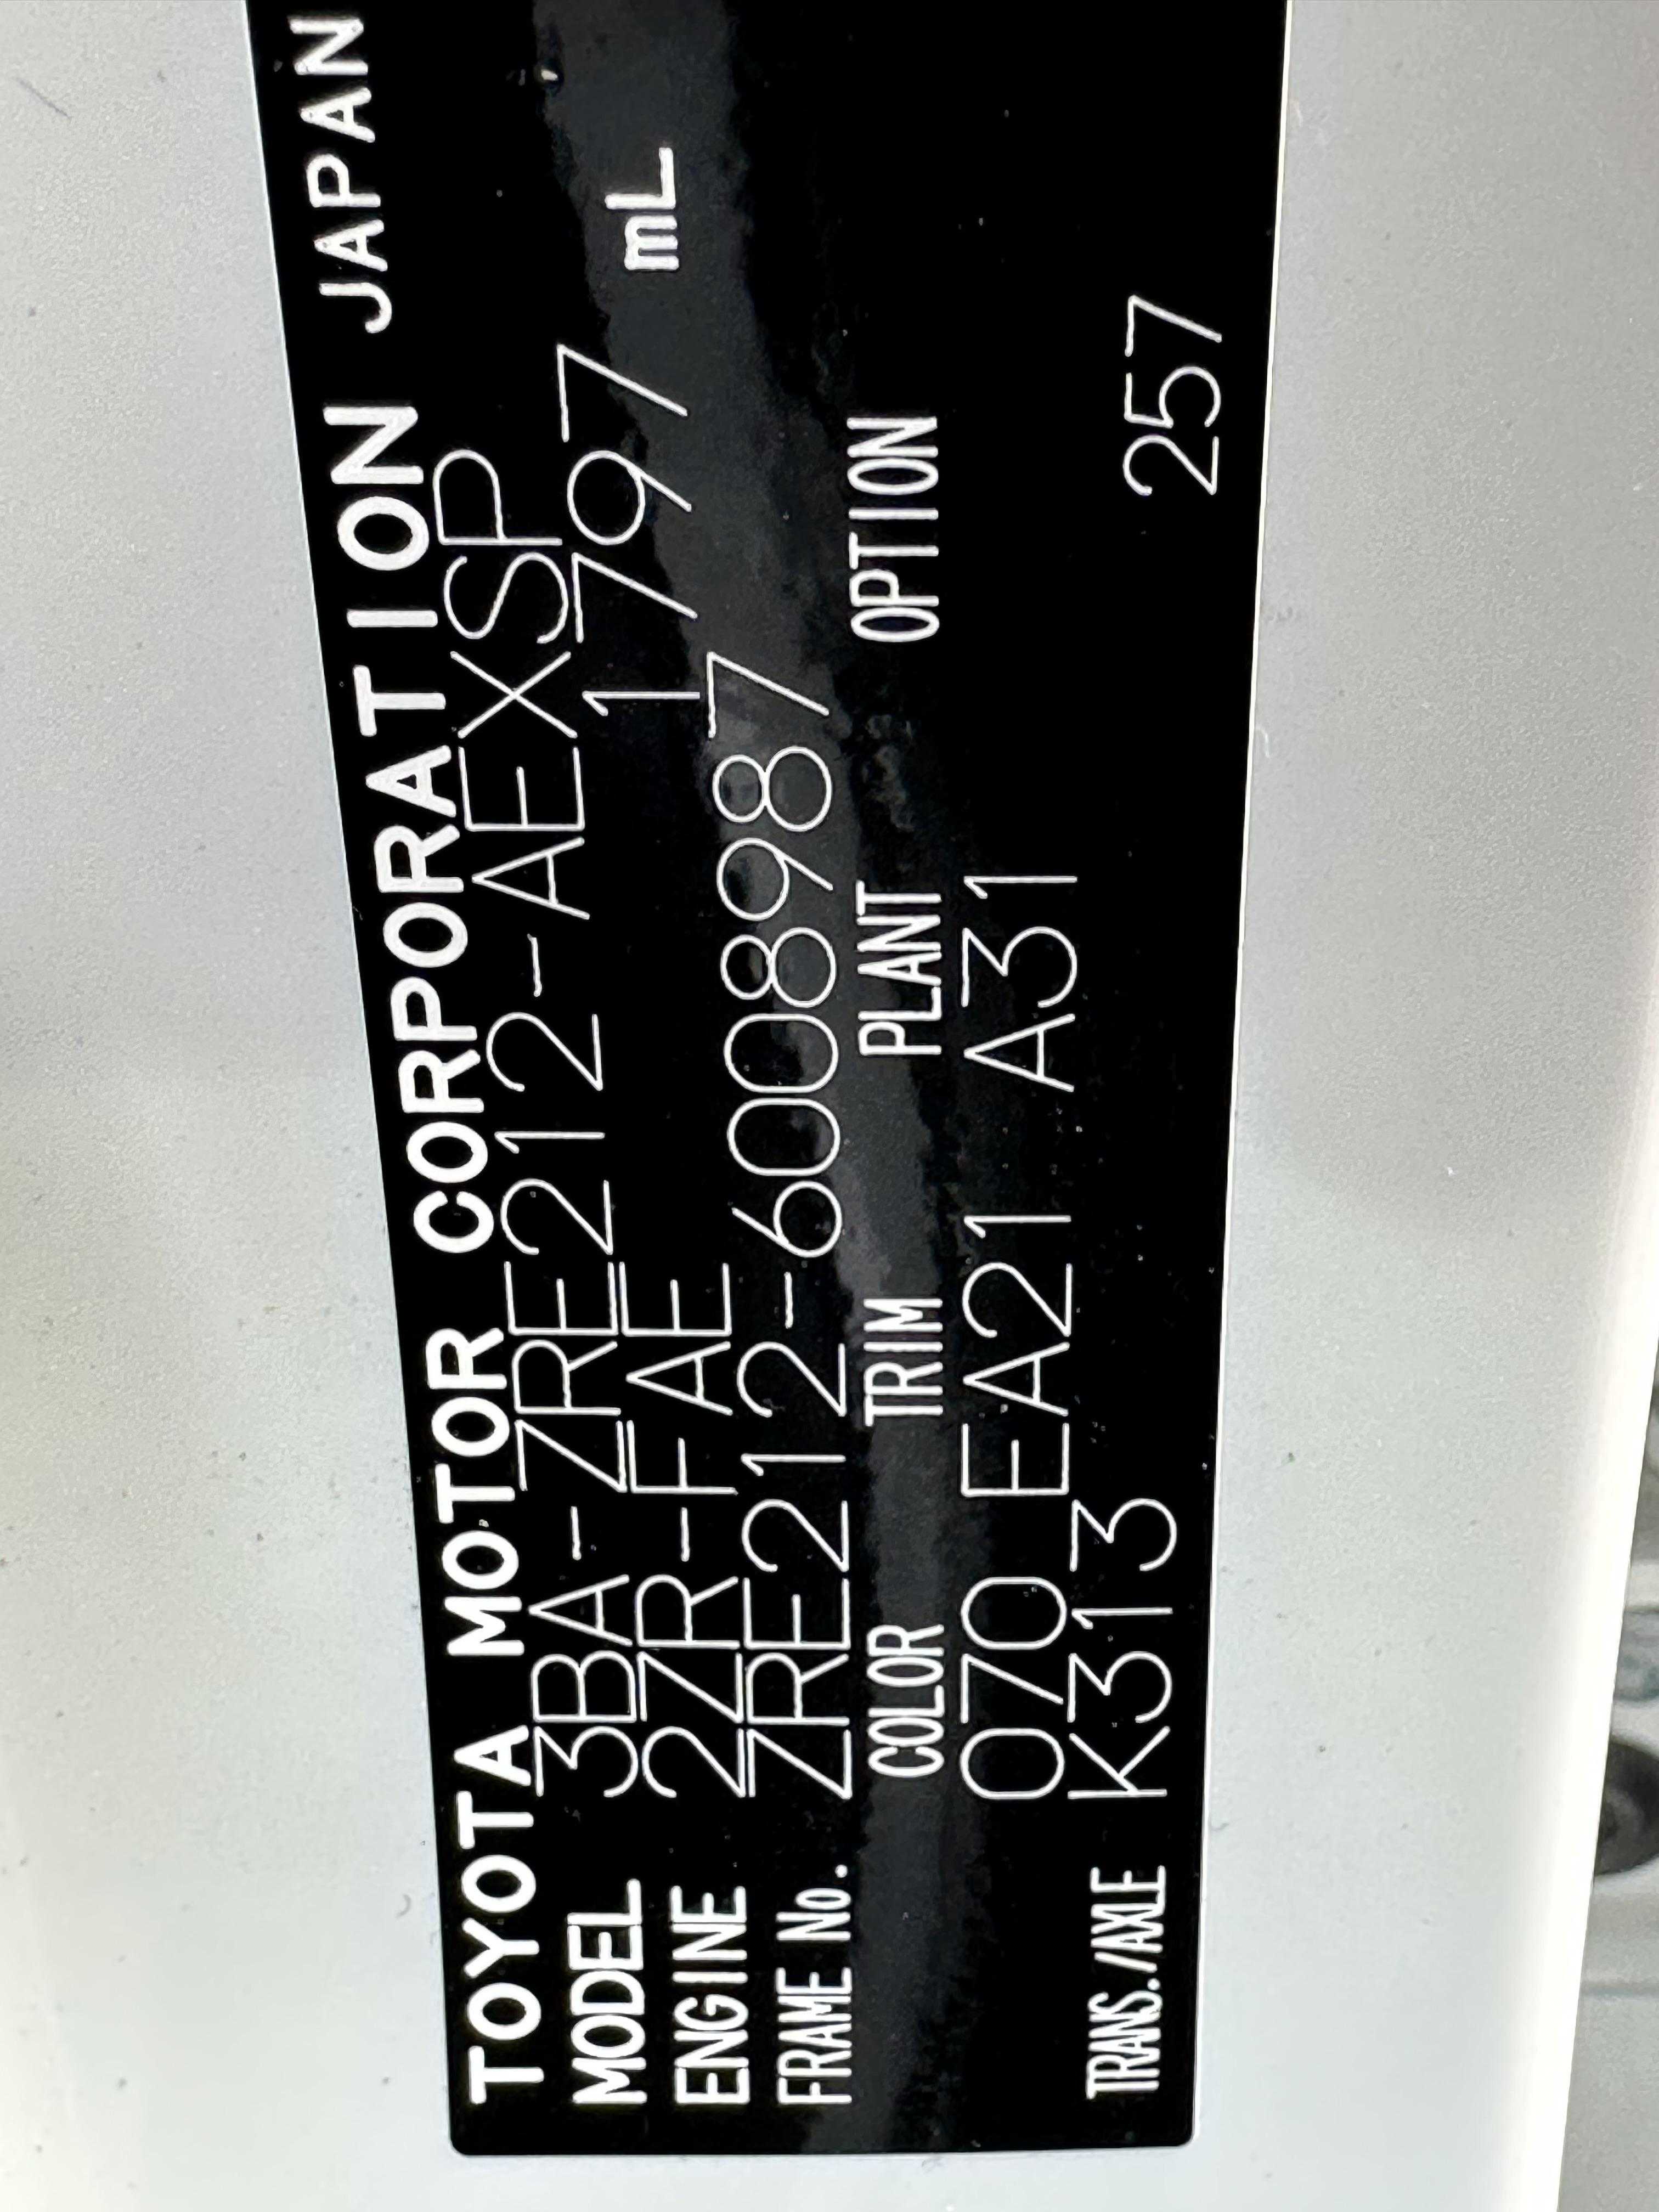 TOYOTA MOTOR CORPORATION JAPAN
MODEL 3BA-ZRE212-AEXSP
ENGINE 2ZR-FAE 1797 mL
FRAME No. ZRE212-6008987
COLOR TRIM PLANT OPTION
070 EA21 A31
TRANS./AXLE K313 257